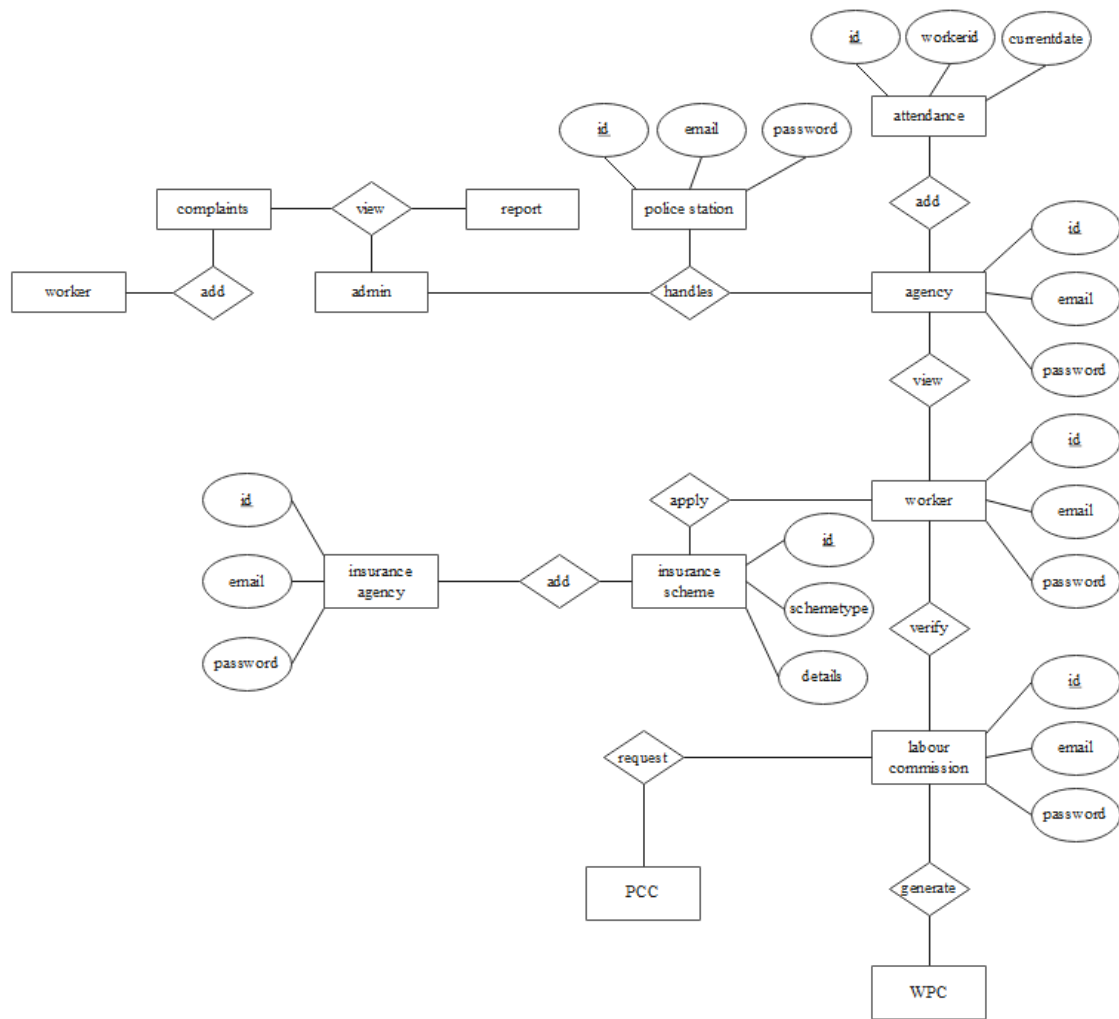 id
workerid
currentdate
attendance
id
email
password
add
complaints
view
report
police station
id
worker
add
admin
handles
agency
email
password
view
id
id
apply
worker
email
id
email
insurance
agency
add
insurance
scheme
schemetype
password
password
details
verify
id
request
labour
commission
email
password
PCC
generate
WPC